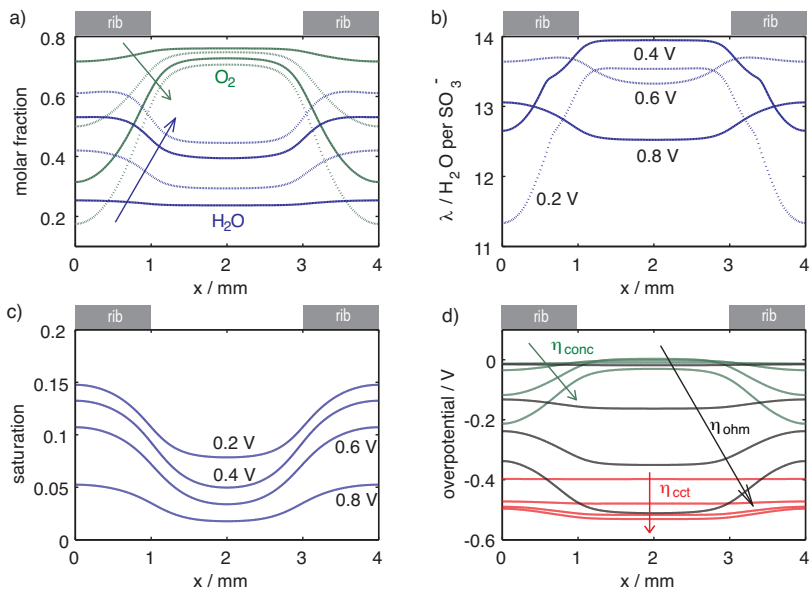 a)
rib
rib
0.8
0.6
0.4
0.2
molar fraction
O2
H2O
0
1
2
3
4
x / mm
b)
rib
rib
14
13
12
11
λ / H2O per SO3-
0.4 V
0.6 V
0.8 V
0.2 V
0
1
2
3
4
x / mm
c)
rib
rib
0.2
0.15
0.1
0.05
0
saturation
0.2 V
0.4 V
0.6 V
0.8 V
0
1
2
3
4
x / mm
d)
rib
rib
0
-0.2
-0.4
-0.6
overpotential / V
ηconc
ηohm
ηcct
0
1
2
3
4
x / mm